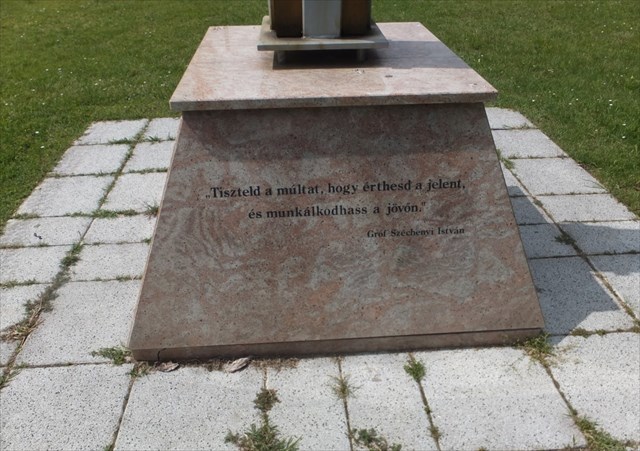 „Tiszteld a múltat, hogy érthesd a jelent,
és munkálkodhass a jövőn."
Gróf Széchenyi István